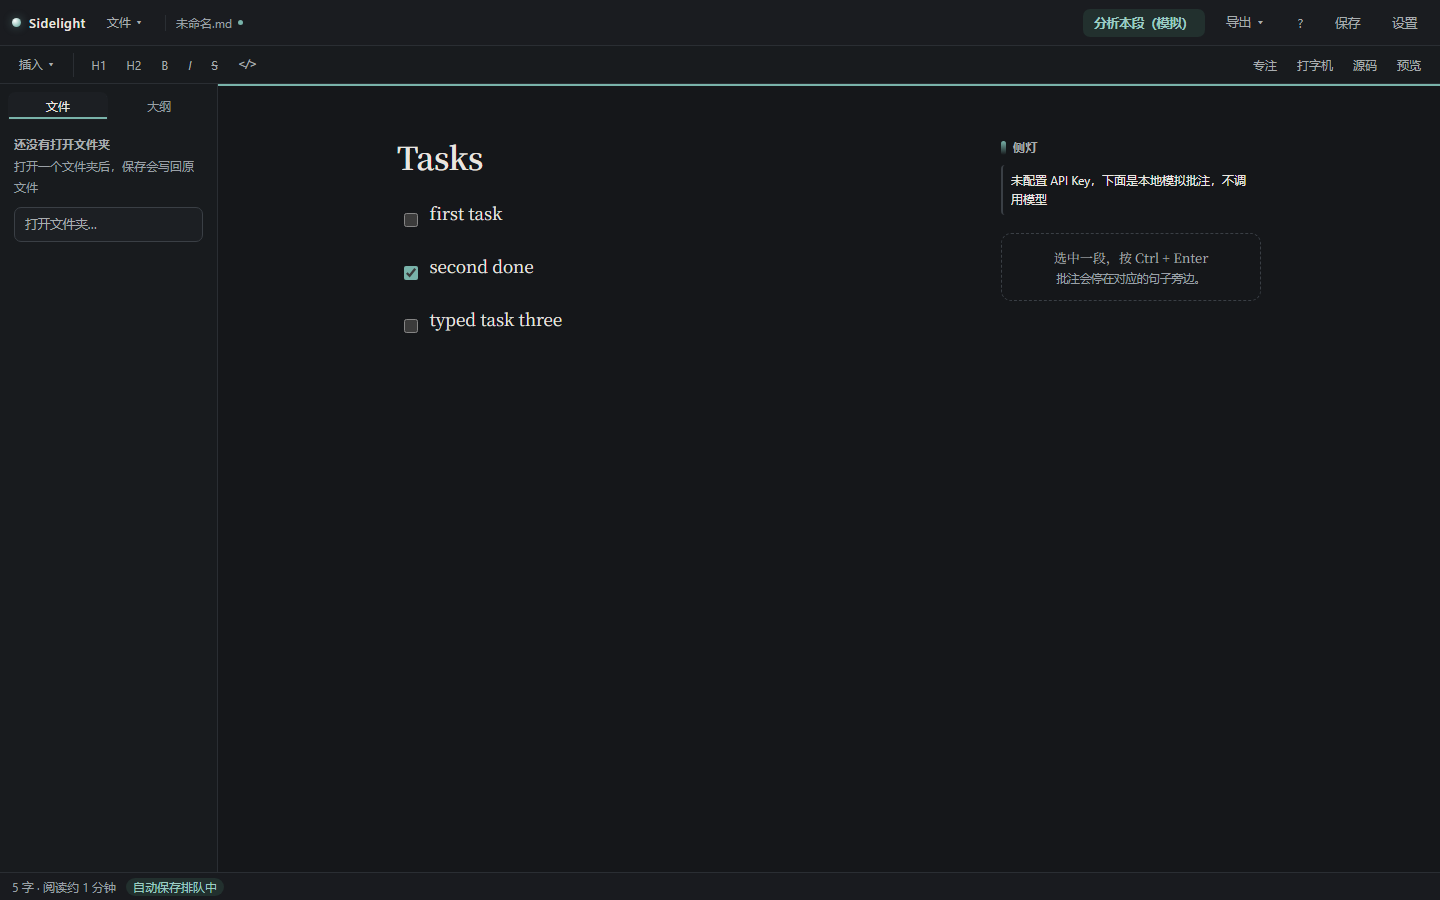 Sidelight
文件
未命名.md
分析本段（模拟）
导出
?
保存
设置
插入
H1
H2
B
I
S
</>
专注
打字机
源码
预览
文件
大纲
还没有打开文件夹
打开一个文件夹后，保存会写回原
文件
打开文件夹...
Tasks
first task
second done
typed task three
侧灯
未配置 API Key，下面是本地模拟批注，不调
用模型
选中一段，按 Ctrl + Enter
批注会停在对应的句子旁边。
5 字 · 阅读约 1 分钟
自动保存排队中